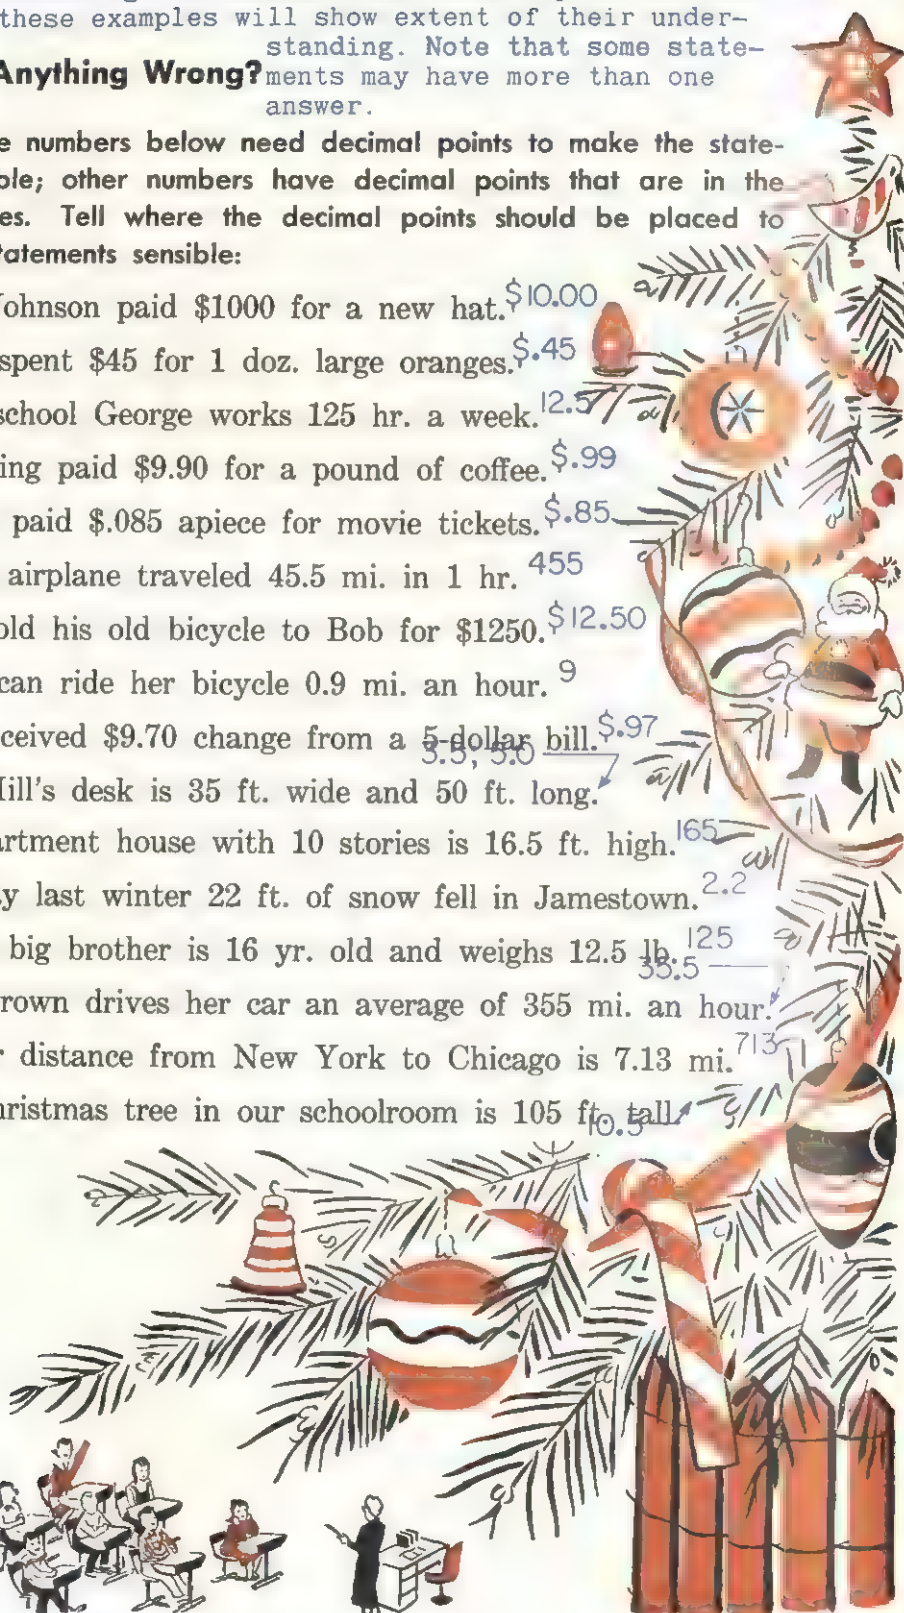 these examples will show extent of their under-
standing. Note that some state-
Anything Wrong? ments may have more than one
answer.
numbers below need decimal points to make the state-
other numbers have decimal points that are in the
Tell where the decimal points should be placed to
statements sensible:
Johnson paid $1000 for a new hat. $10.00
spent $45 for 1 doz. large oranges. $.45
school George works 125 hr. a week. 12.5
paid $9.90 for a pound of coffee. $.99
paid $.085 apiece for movie tickets. $.85
airplane traveled 45.5 mi. in 1 hr. 455
old his old bicycle to Bob for $1250. $12.50
can ride her bicycle 0.9 mi. an hour. 9
ceived $9.70 change from a 5-dollar bill. $.97
3.5, 5.0
Hill's desk is 35 ft. wide and 50 ft. long.
artment house with 10 stories is 16.5 ft. high. 165
last winter 22 ft. of snow fell in Jamestown. 2.2
big brother is 16 yr. old and weighs 12.5 lb. 125
35.5
rown drives her car an average of 355 mi. an hour.
distance from New York to Chicago is 7.13 mi. 713
hristmas tree in our schoolroom is 105 ft. tall.
10.5